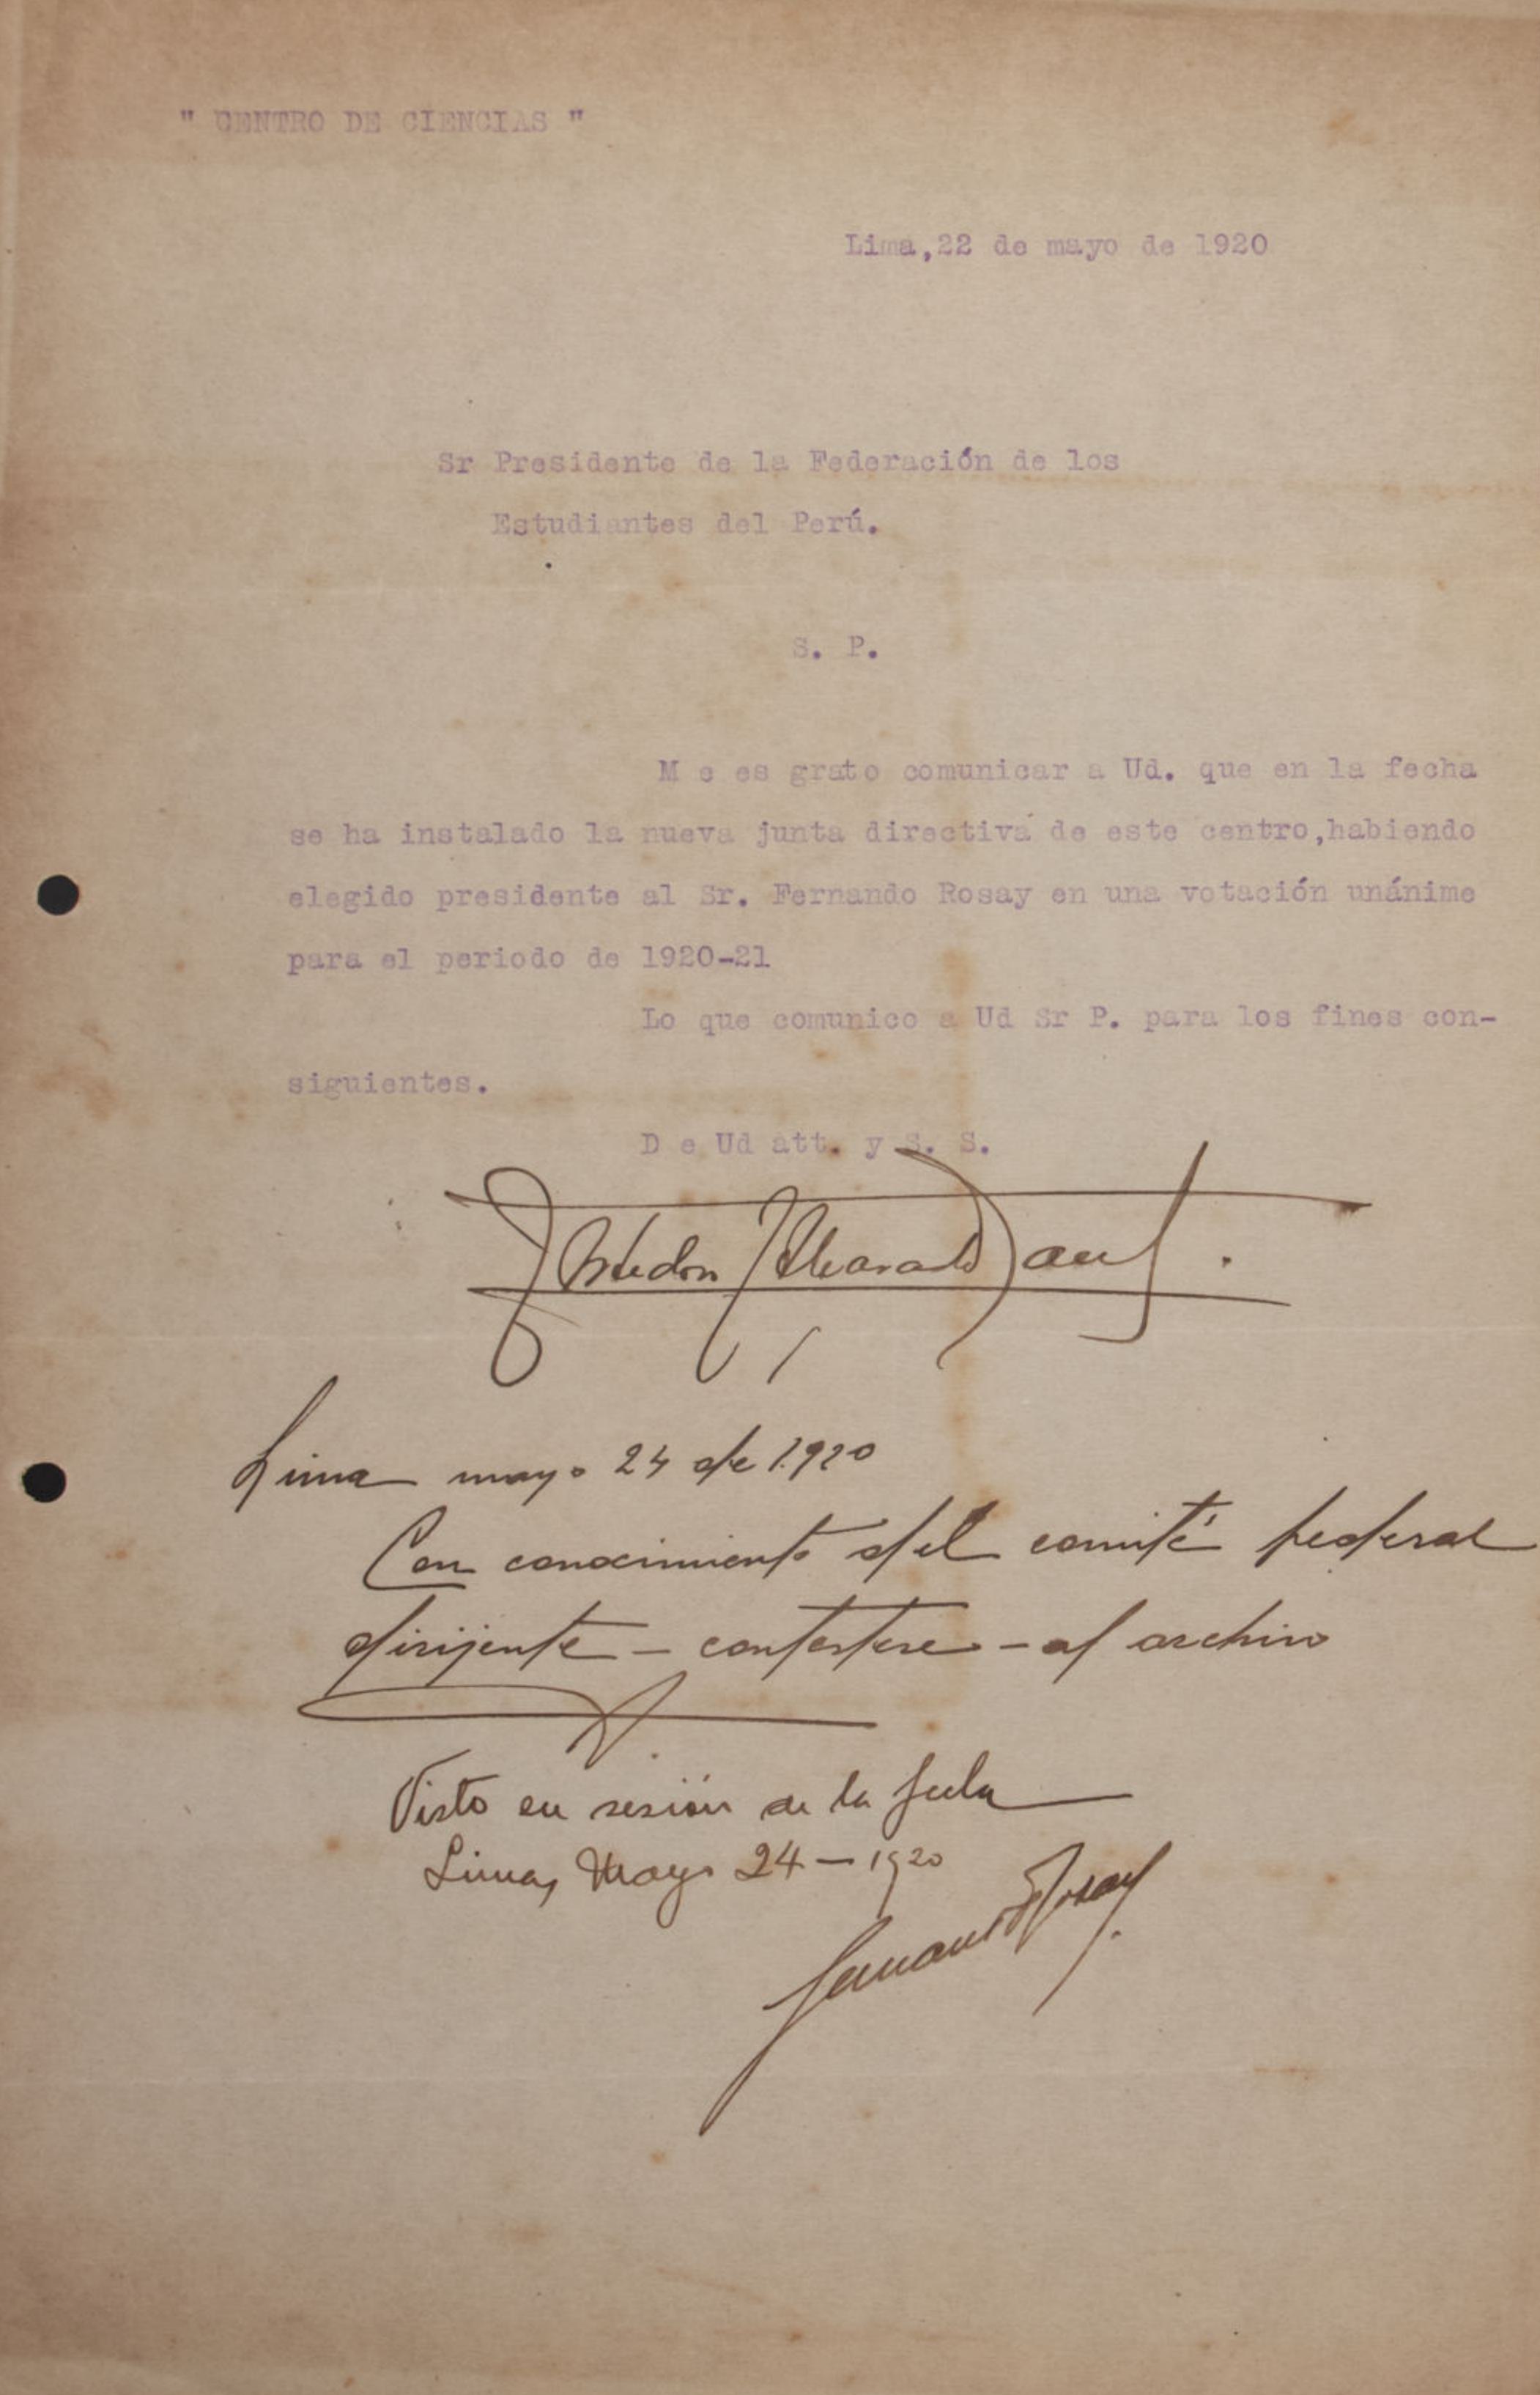 " CENTRO DE CIENCIAS "
Lima,22 de mayo de 1920
Sr Presidente de la Federación de los
Estudiantes del Perú.
S. P.
M e es grato comunicar a Ud. que en la fecha
se ha instalado la nueva junta directiva de este centro,habiendo
elegido presidente al Sr. Fernando Rosay en una votación unánime
para el periodo de 1920-21
Lo que comunico a Ud Sr P. para los fines con-
siguientes.
D e Ud att. y S. S.
Lima mayo 24 de 1920
Con conocimiento del comité federal
dirijente - contestese - al archivo
Visto en sesión de la fecha
Lima, Mayo 24 - 1920
Fernando Rosay